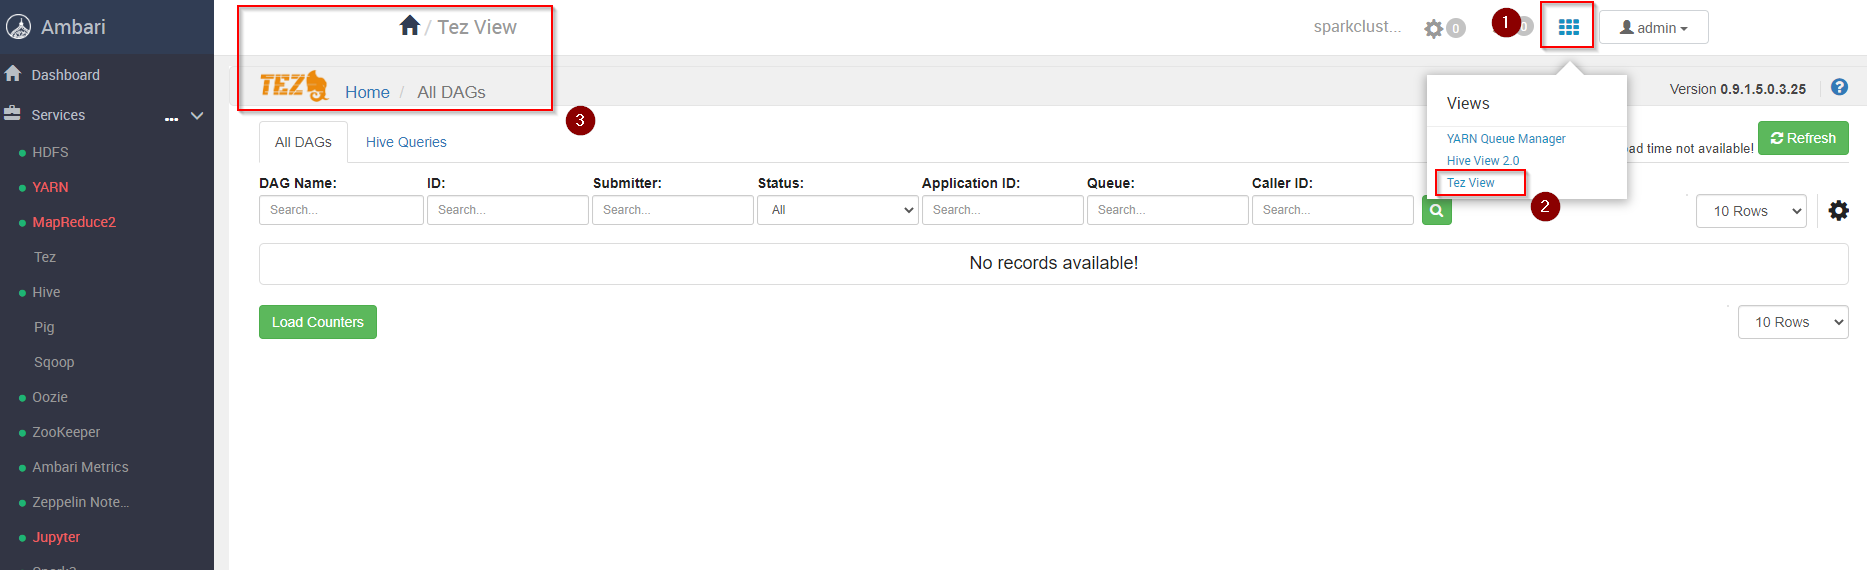 Ambari
Dashboard
Services
...
HDFS
YARN
MapReduce2
Tez
Hive
Pig
Sqoop
Oozie
ZooKeeper
Ambari Metrics
Zeppelin Note...
Jupyter
/ Tez View
sparkclust...
0
1
0
admin
TEZ
Home / All DAGs
3
Version 0.9.1.5.0.3.25
?
Views
YARN Queue Manager
Hive View 2.0
Tez View
2
All DAGs
Hive Queries
time not available!
Refresh
DAG Name:
ID:
Submitter:
Status:
Application ID:
Queue:
Caller ID:
Search...
Search...
Search...
All
Search...
Search...
Search...
10 Rows
No records available!
Load Counters
10 Rows